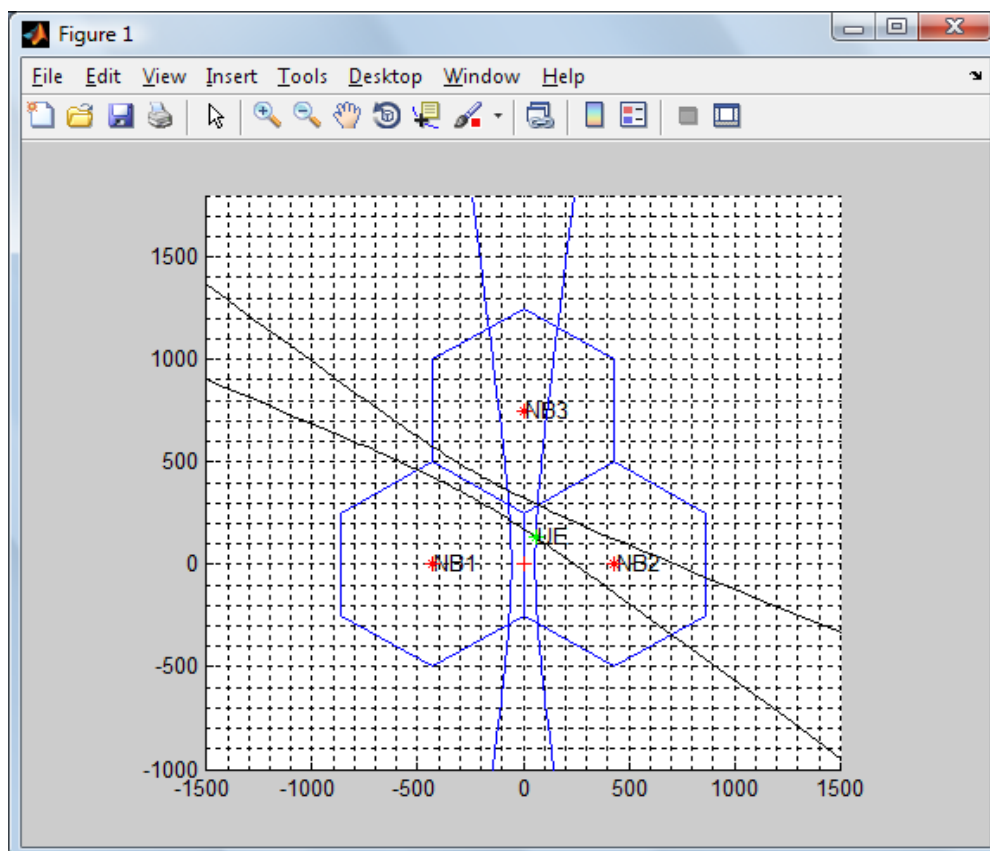 Figure 1
File Edit View Insert Tools Desktop Window Help
1500
1000
500
0
-500
-1000
NB3
UE
NB1
NB2
-1500 -1000 -500 0 500 1000 1500